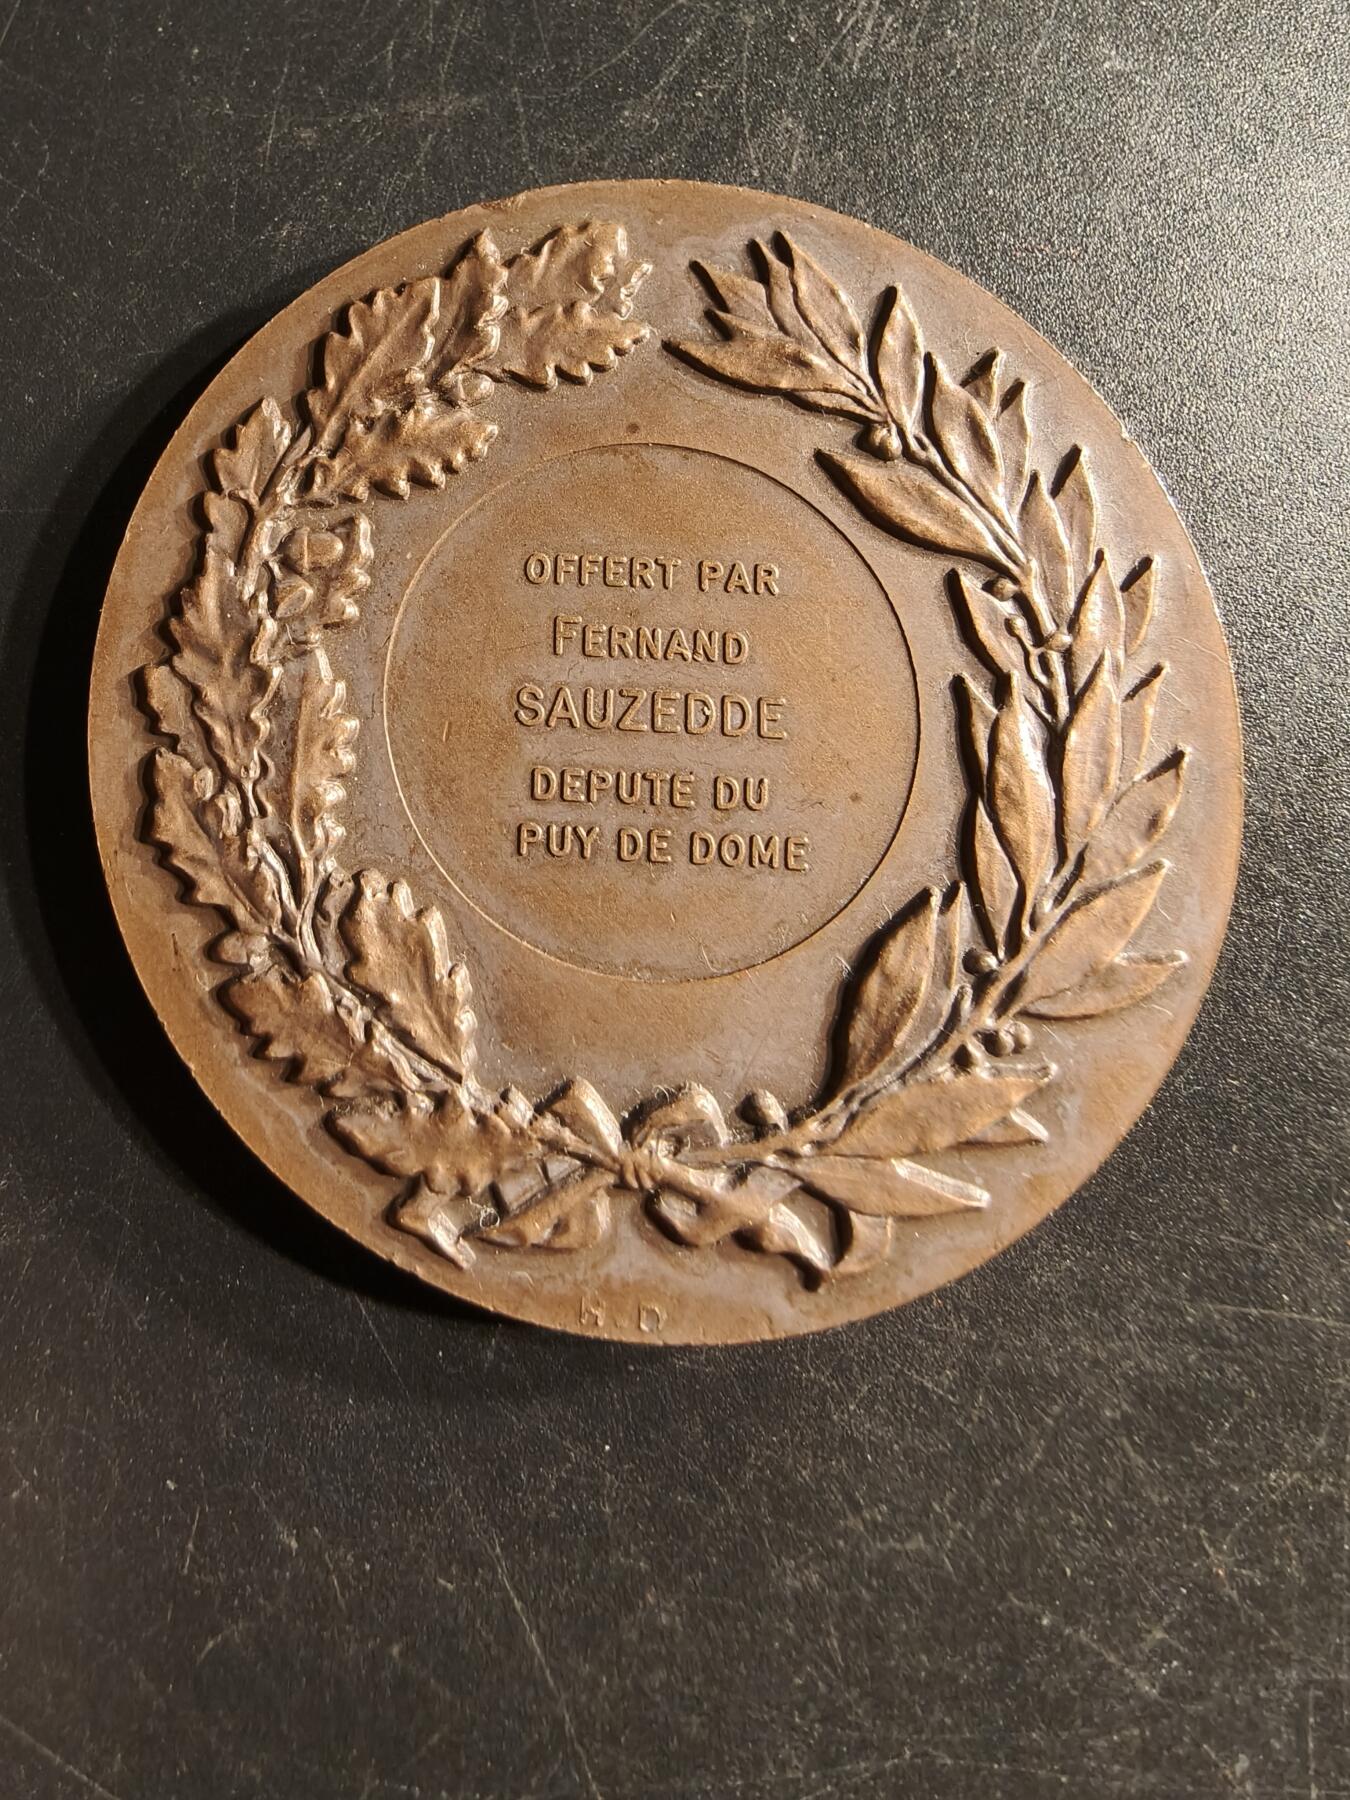 OFFERT PAR
FERNAND
SAUZEDDE
DEPUTE DU
PUY DE DOME
H.D